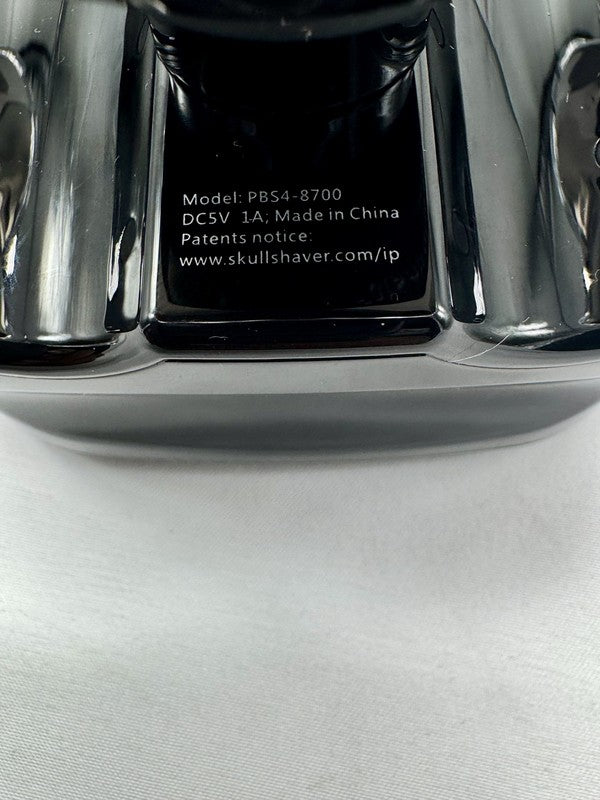 Model: PBS4-8700
DC5V 1A; Made in China
Patents notice:
www.skullshaver.com/ip